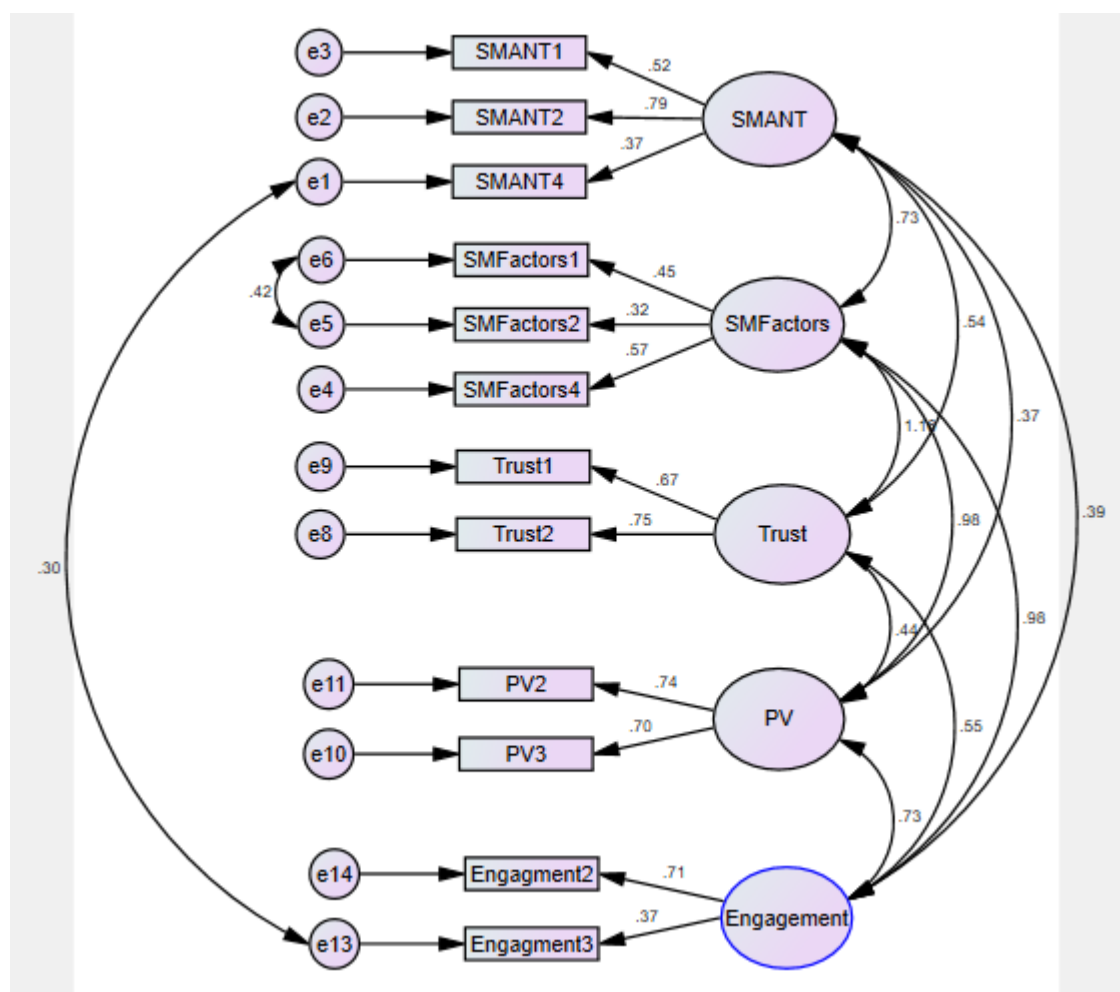 e3
SMANT1
.52
e2
SMANT2
.79
SMANT
e1
SMANT4
.37
.73
e6
SMFactors1
.45
.42
e5
SMFactors2
.32
SMFactors
.54
e4
SMFactors4
.57
.37
e9
Trust1
.67
e8
Trust2
.75
Trust
.98
.39
.30
.44
.98
e11
PV2
.74
PV
.55
e10
PV3
.70
.73
e14
Engagment2
.71
Engagement
e13
Engagment3
.37